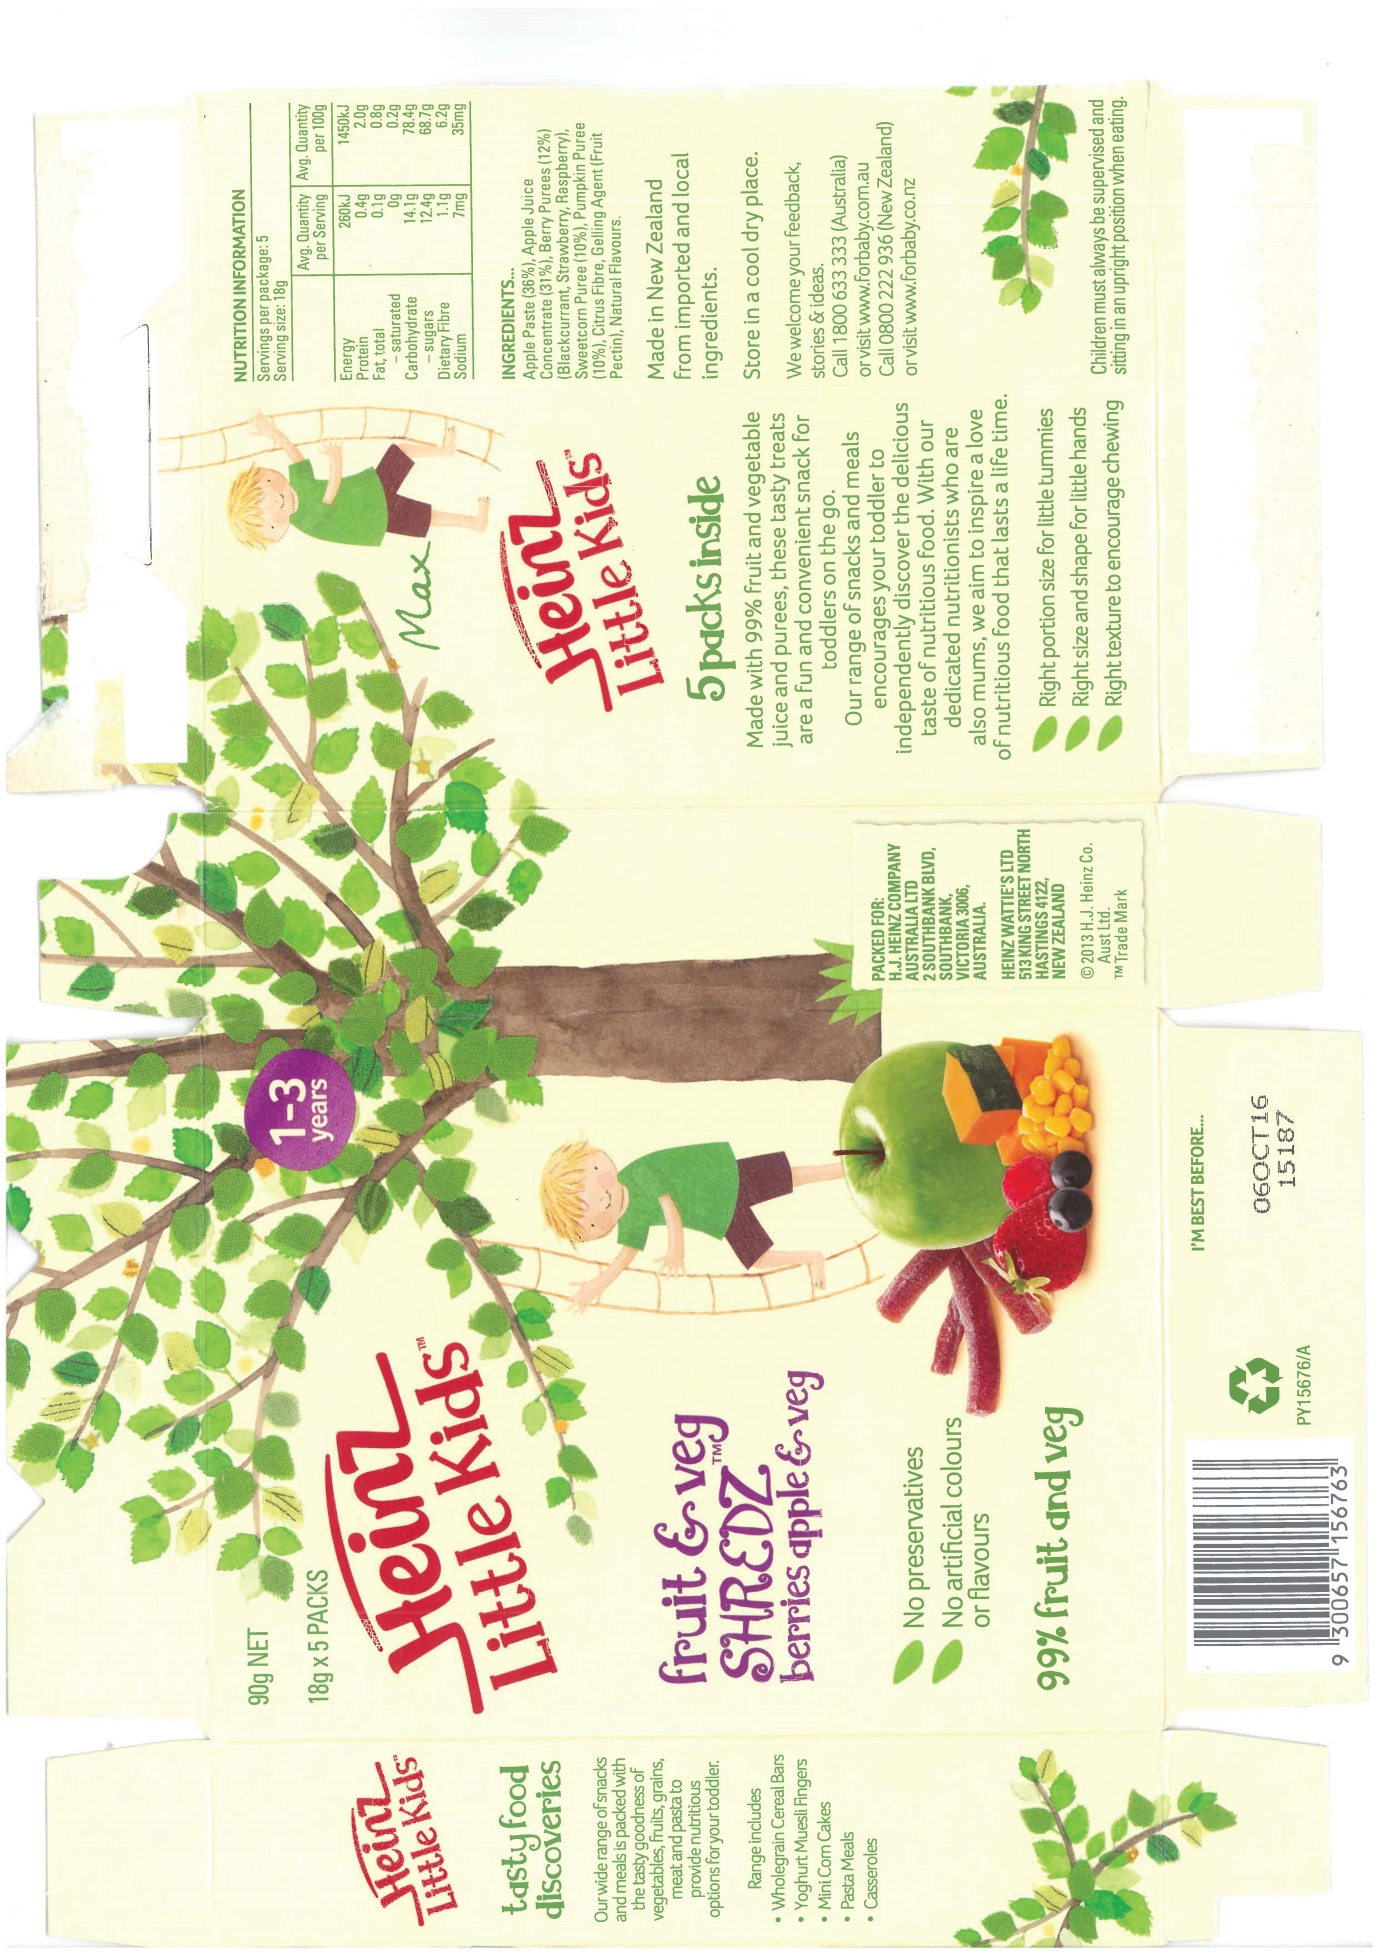 Heinz
Little Kids™
tasty food
discoveries
Our wide range of snacks
and meals is packed with
the tasty goodness of
vegetables, fruits, grains,
meat and pasta to
provide nutritious
options for your toddler.
Range includes
• Wholegrain Cereal Bars
• Yoghurt Muesli Fingers
• Mini Corn Cakes
• Pasta Meals
• Casseroles
90g NET
18g x 5 PACKS
1-3
years
Heinz
Little Kids™
fruit & veg
SHREDZ™
berries apple & veg
No preservatives
No artificial colours
or flavours
99% fruit and veg
9 300657 156763
PY15676/A
I'M BEST BEFORE...
06OCT16
15187
PACKED FOR:
H.J. HEINZ COMPANY
AUSTRALIA LTD
2 SOUTHBANK BLVD,
SOUTHBANK,
VICTORIA 3006,
AUSTRALIA.
HEINZ WATTIE'S LTD
513 KING STREET NORTH
HASTINGS 4122,
NEW ZEALAND
© 2013 H.J. Heinz Co.
Aust Ltd.
™ Trade Mark
Max
Heinz
Little Kids™
5 packs inside
Made with 99% fruit and vegetable
juice and purees, these tasty treats
are a fun and convenient snack for
toddlers on the go.
Our range of snacks and meals
encourages your toddler to
independently discover the delicious
taste of nutritious food. With our
dedicated nutritionists who are
also mums, we aim to inspire a love
of nutritious food that lasts a life time.
Right portion size for little tummies
Right size and shape for little hands
Right texture to encourage chewing
NUTRITION INFORMATION
Servings per package: 5
Serving size: 18g
Avg. Quantity per Serving Avg. Quantity per 100g
Energy 260kJ 1450kJ
Protein 0.4g 2.0g
Fat, total 0.1g 0.8g
– saturated 0g 0.2g
Carbohydrate 14.1g 78.4g
– sugars 12.4g 68.7g
Dietary Fibre 1.1g 6.2g
Sodium 7mg 35mg
INGREDIENTS...
Apple Paste (36%), Apple Juice
Concentrate (31%), Berry Purees (12%)
(Blackcurrant, Strawberry, Raspberry),
Sweetcorn Puree (10%), Pumpkin Puree
(10%), Citrus Fibre, Gelling Agent (Fruit
Pectin), Natural Flavours.
Made in New Zealand
from imported and local
ingredients.
Store in a cool dry place.
We welcome your feedback,
stories & ideas.
Call 1800 633 333 (Australia)
or visit www.forbaby.com.au
Call 0800 222 936 (New Zealand)
or visit www.forbaby.co.nz
Children must always be supervised and
sitting in an upright position when eating.